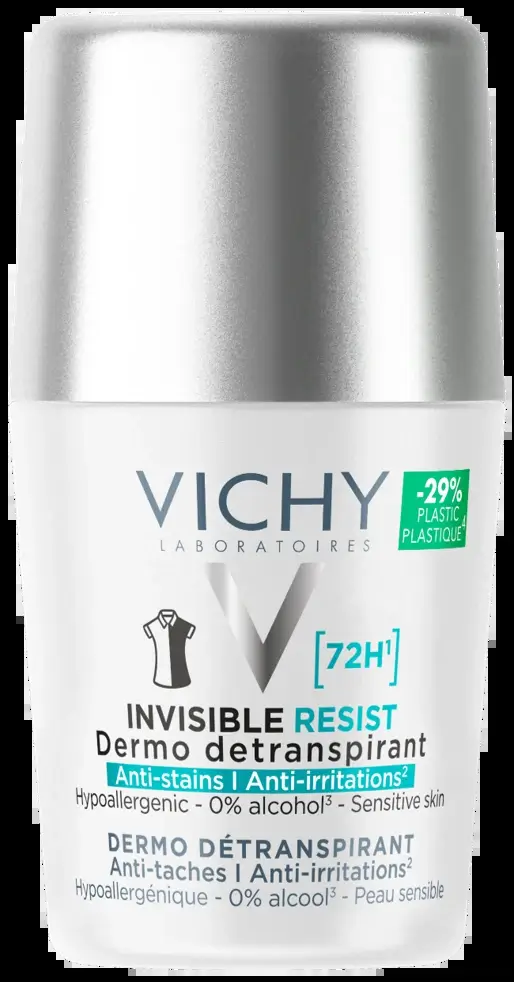 VICHY
LABORATOIRES
-29%
PLASTIC
PLASTIQUE⁴
[72H¹]
INVISIBLE RESIST
Dermo detranspirant
Anti-stains I Anti-irritations²
Hypoallergenic - 0% alcohol³ - Sensitive skin
DERMO DÉTRANSPIRANT
Anti-taches I Anti-irritations²
Hypoallergénique - 0% alcool³ - Peau sensible